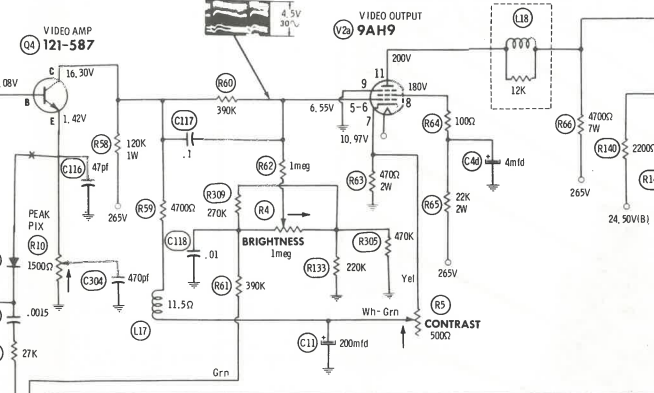 4.5V
30~
VIDEO AMP
Q4 121-587
VIDEO OUTPUT
V2a 9AH9
L18
C 16.30V
200V
.08V
B
E 1.42V
R60
390K
11
9
180V
8
6.55V
5-6
7
10.97V
12K
C117
.1
R58 120K
1W
R64 100Ω
R66 4700Ω
7W
R140 2200Ω
C116 47pf
R62 1meg
C4d 4mfd
R63 470Ω
2W
R309
270K
R65 22K
2W
265V
265V
24.50V(B)
R59 4700Ω
R4
BRIGHTNESS
1meg
PEAK
PIX
R10
1500Ω
C118 .01
R305 470K
R133 220K
265V
C304 470pf
R61 390K
Yel
11.5Ω
L17
Wh-Grn
R5
CONTRAST
500Ω
.0015
C11 200mfd
27K
Grn